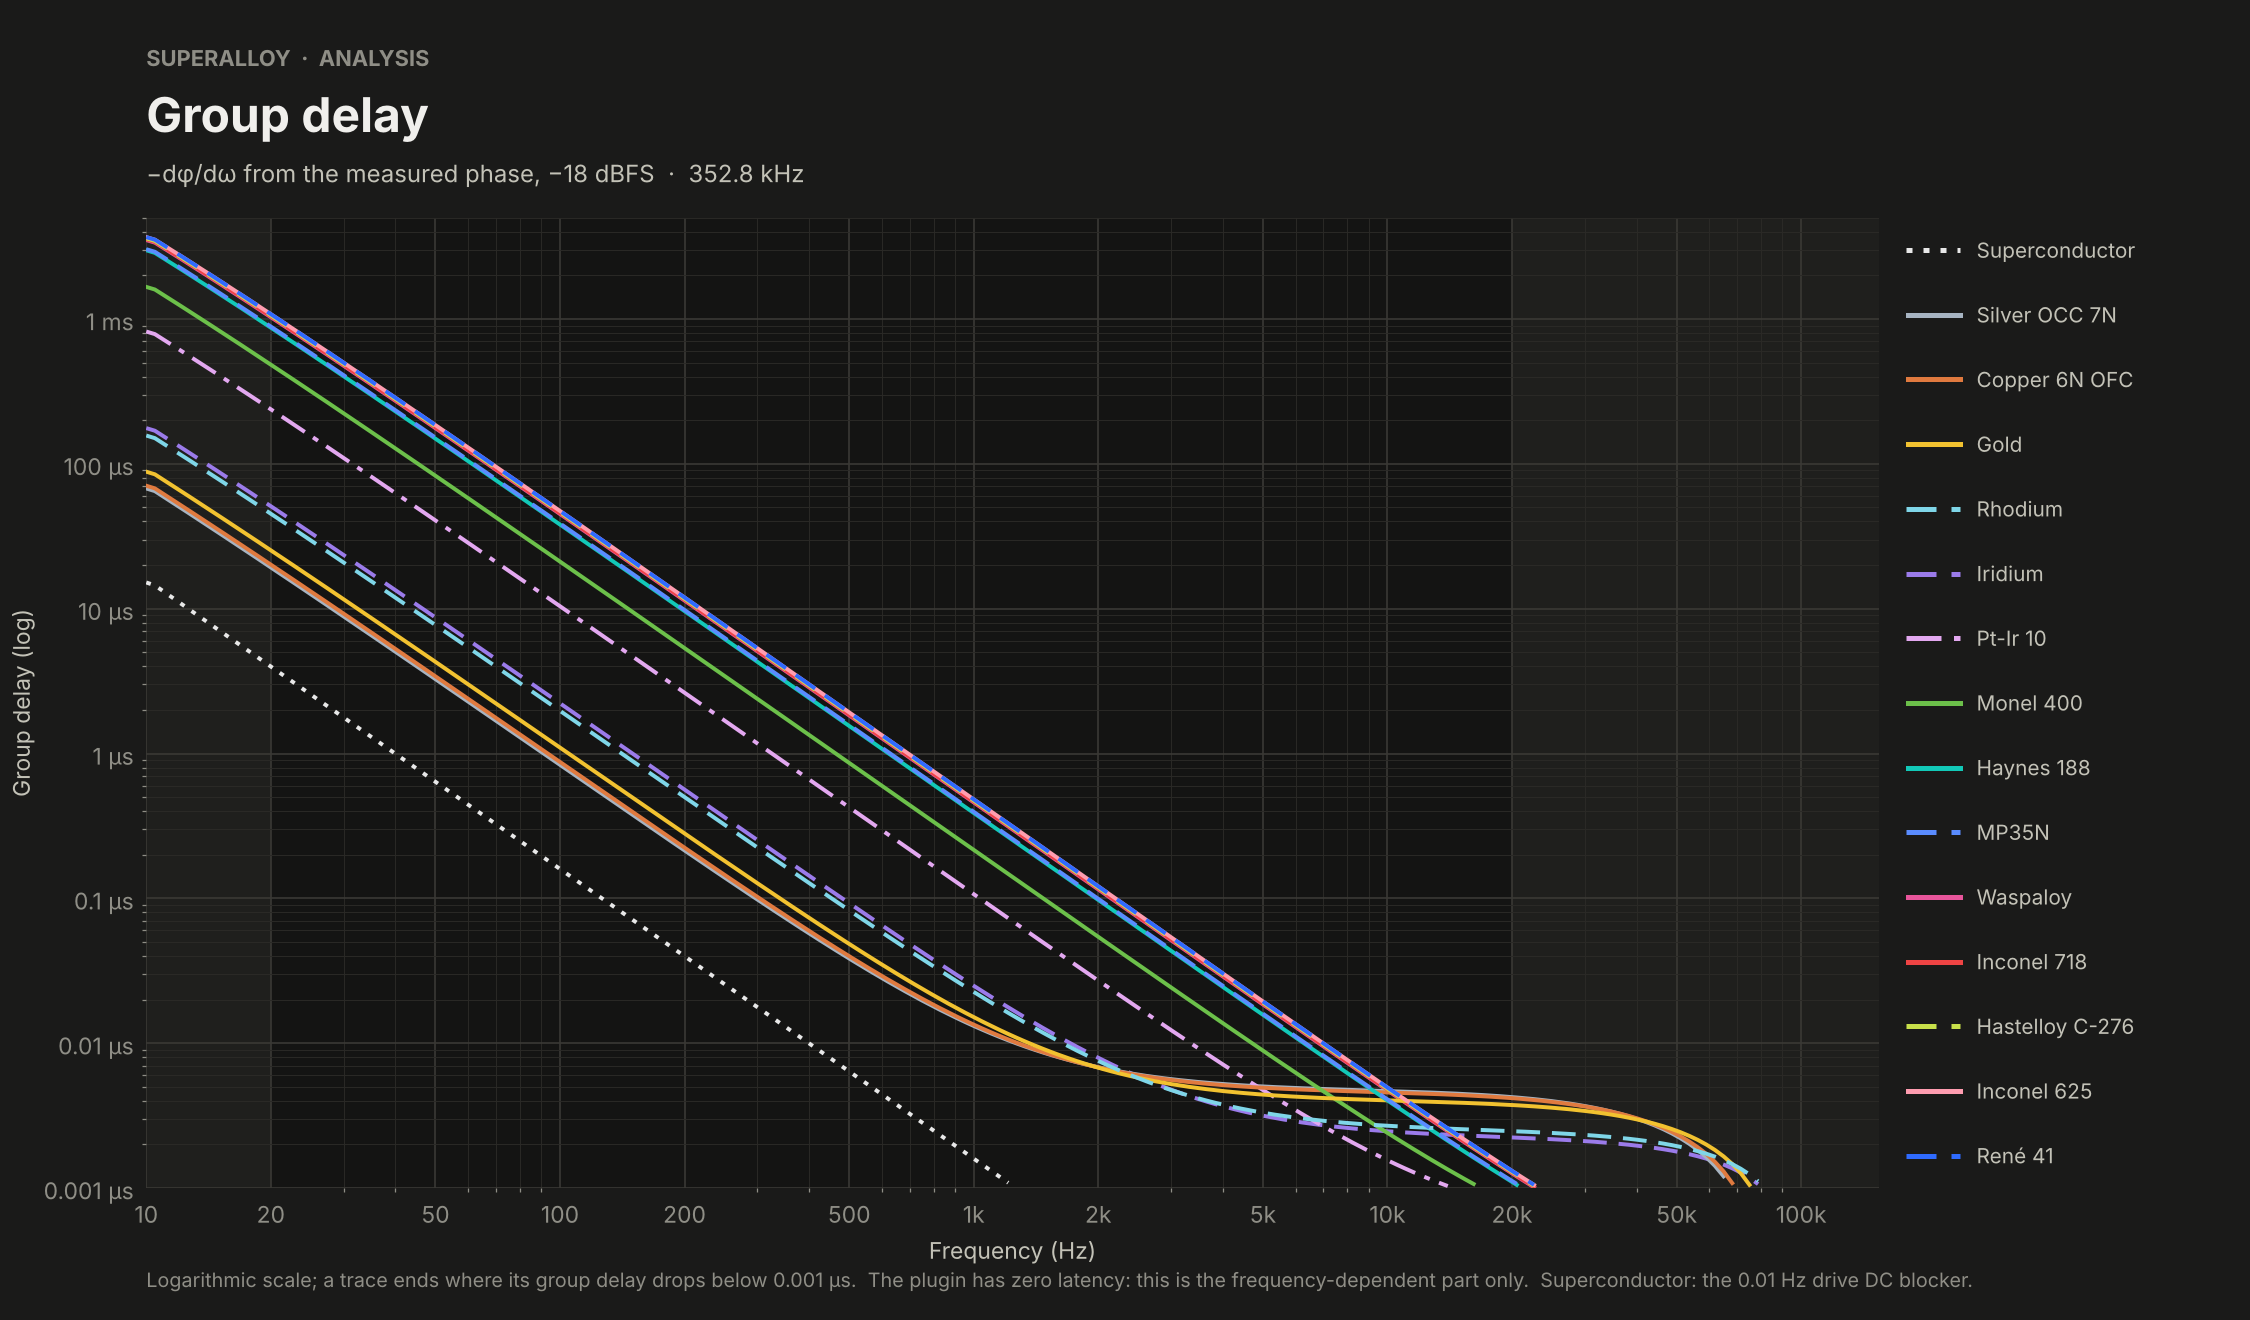 SUPERALLOY · ANALYSIS
Group delay
−dφ/dω from the measured phase, −18 dBFS · 352.8 kHz
Group delay (log)
1 ms
100 µs
10 µs
1 µs
0.1 µs
0.01 µs
0.001 µs
10 20 50 100 200 500 1k 2k 5k 10k 20k 50k 100k
Frequency (Hz)
Superconductor
Silver OCC 7N
Copper 6N OFC
Gold
Rhodium
Iridium
Pt-Ir 10
Monel 400
Haynes 188
MP35N
Waspaloy
Inconel 718
Hastelloy C-276
Inconel 625
René 41
Logarithmic scale; a trace ends where its group delay drops below 0.001 µs. The plugin has zero latency: this is the frequency-dependent part only. Superconductor: the 0.01 Hz drive DC blocker.